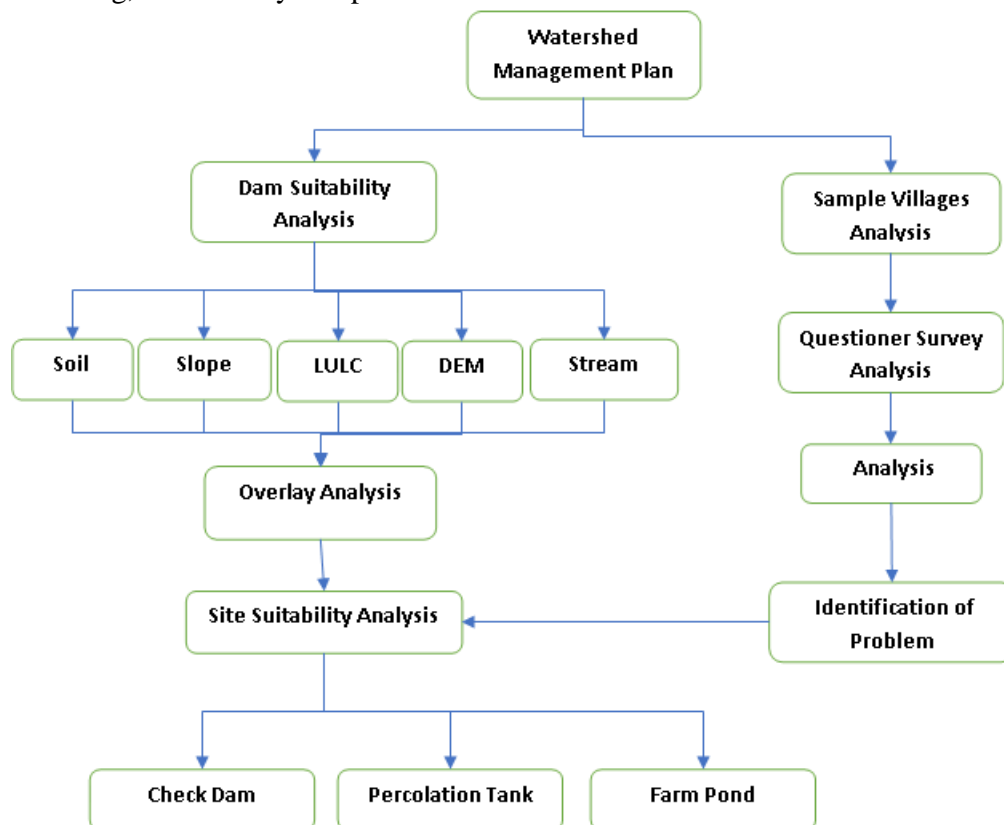 Watershed
Management Plan
Dam Suitability
Analysis
Sample Villages
Analysis
Soil
Slope
LULC
DEM
Stream
Questioner Survey
Analysis
Overlay Analysis
Analysis
Site Suitability Analysis
Identification of
Problem
Check Dam
Percolation Tank
Farm Pond